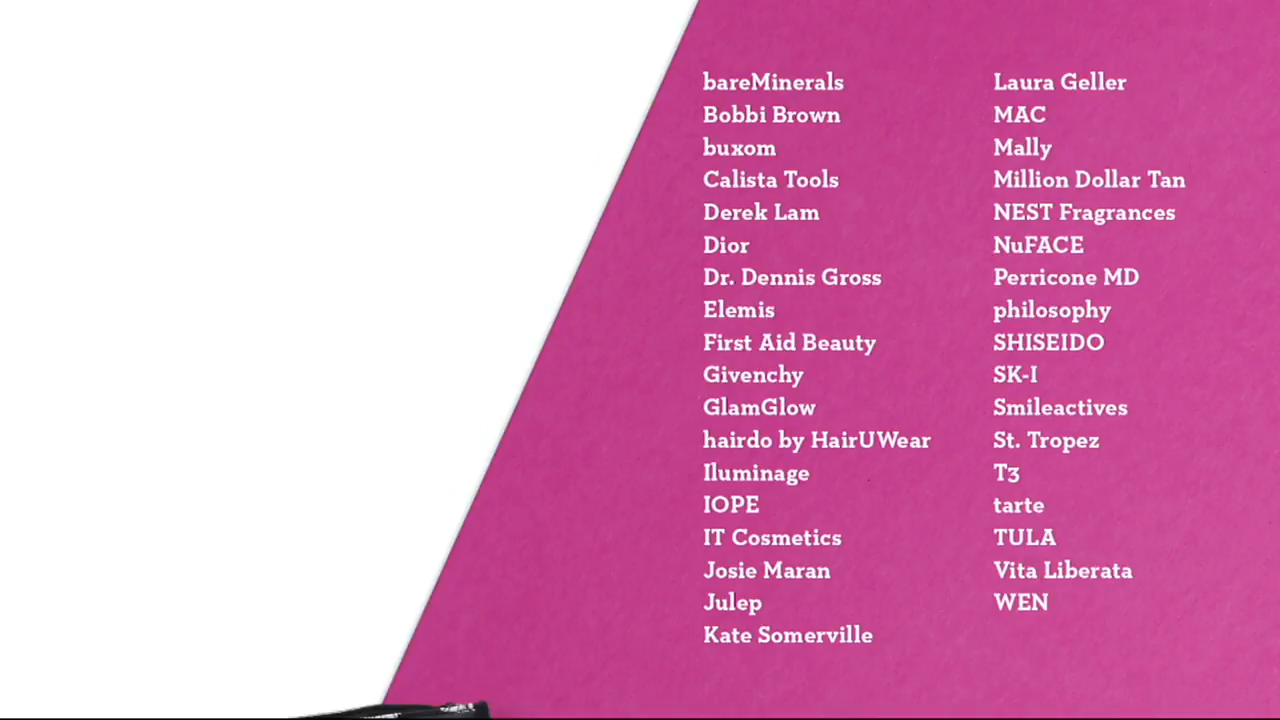 bareMinerals
Bobbi Brown
buxom
Calista Tools
Derek Lam
Dior
Dr. Dennis Gross
Elemis
First Aid Beauty
Givenchy
GlamGlow
hairdo by HairUWear
Iluminage
IOPE
IT Cosmetics
Josie Maran
Julep
Kate Somerville
Laura Geller
MAC
Mally
Million Dollar Tan
NEST Fragrances
NuFACE
Perricone MD
philosophy
SHISEIDO
SK-I
Smileactives
St. Tropez
T3
tarte
TULA
Vita Liberata
WEN